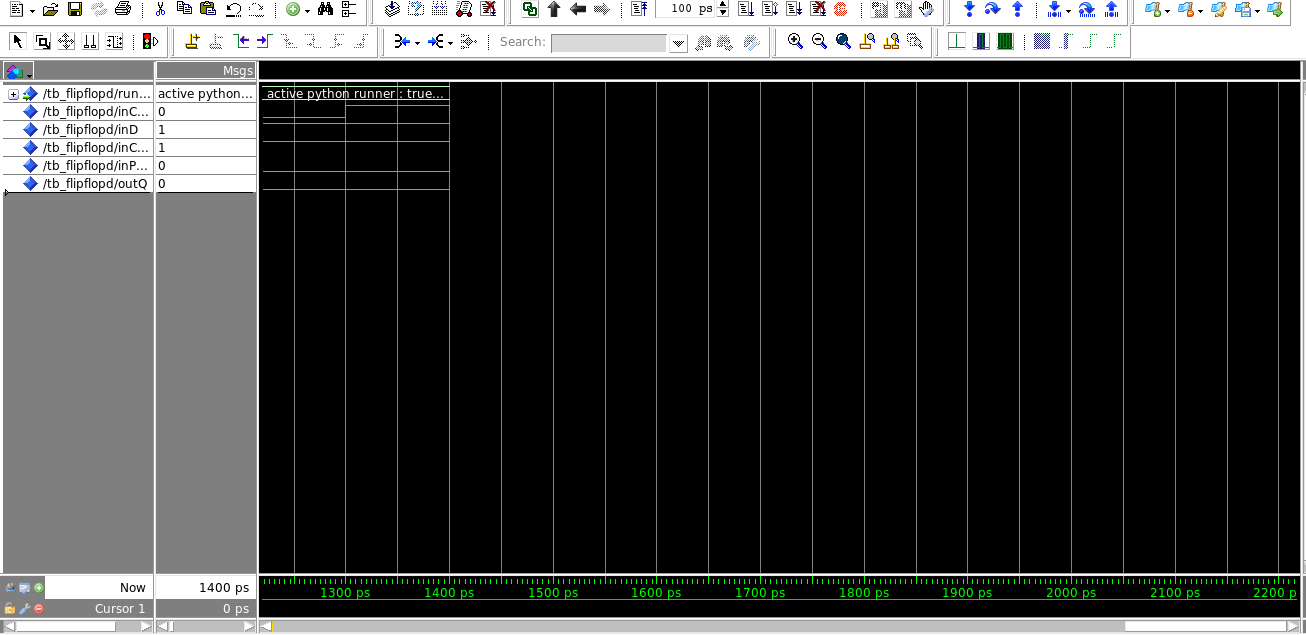 100 ps
Search:
Msgs
/tb_flipflopd/run... active python... active python runner : true...
/tb_flipflopd/inC... 0
/tb_flipflopd/inD 1
/tb_flipflopd/inC... 1
/tb_flipflopd/inP... 0
/tb_flipflopd/outQ 0
Now 1400 ps
1300 ps 1400 ps 1500 ps 1600 ps 1700 ps 1800 ps 1900 ps 2000 ps 2100 ps 2200 p
Cursor 1 0 ps